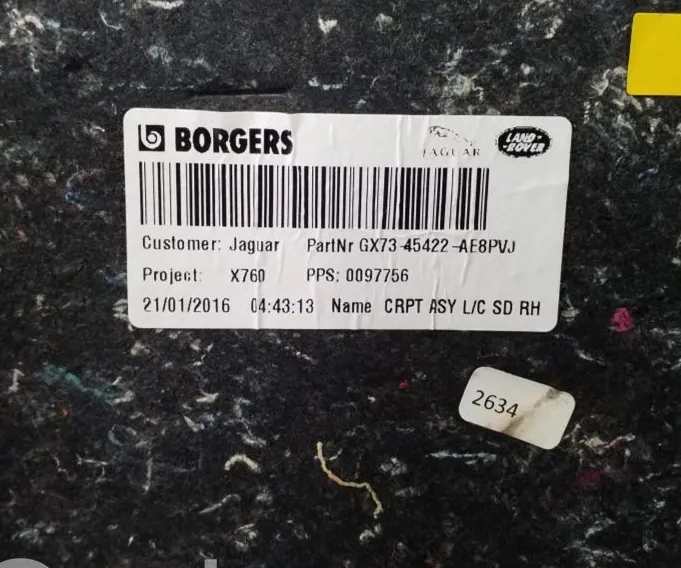 BORGERS
JAGUAR
LAND-
-ROVER
Customer: Jaguar PartNr GX73-45422-AE8PVJ
Project: X760 PPS: 0097756
21/01/2016 04:43:13 Name CRPT ASY L/C SD RH
2634